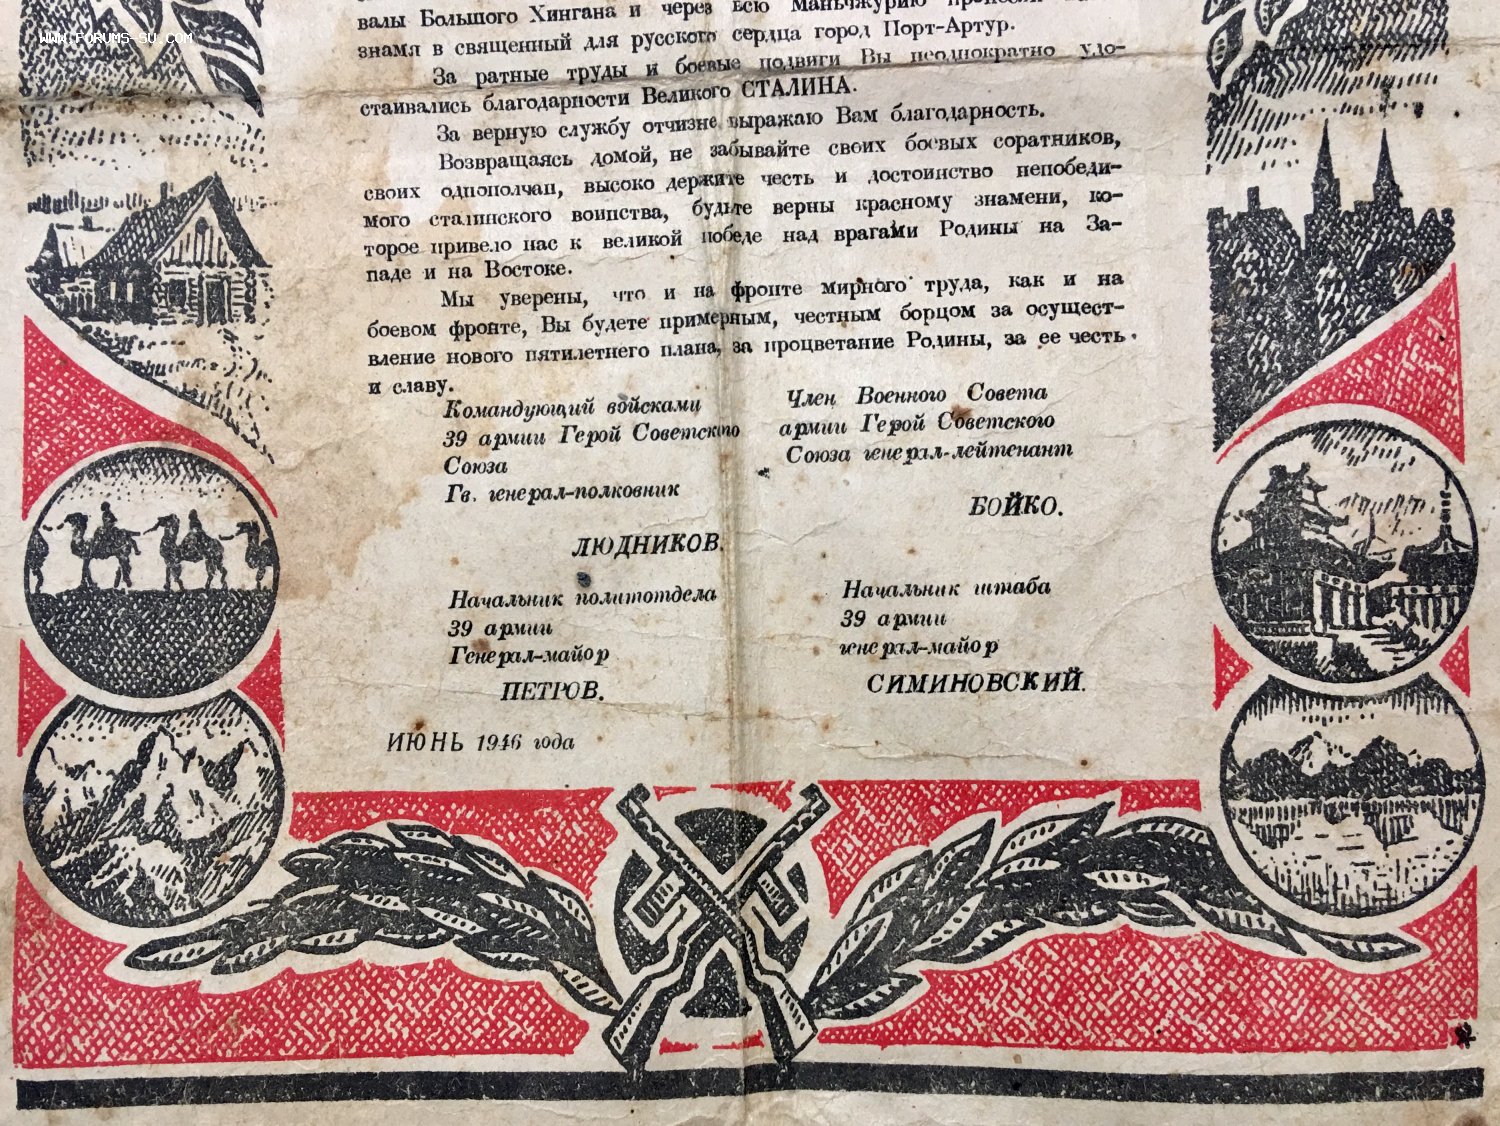 валы Большого Хингана и через всю Маньчжурию
WWW.FORUMS-SU.COM
знамя в священный для русского сердца город Порт-Артур.
За ратные труды и боевые подвиги Вы неоднократно удо-
стаивались благодарности Великого СТАЛИНА.
За верную службу отчизне выражаю Вам благодарность.
Возвращаясь домой, не забывайте своих боевых соратников,
своих однополчан, высоко держите честь и достоинство непобеди-
мого сталинского воинства, будьте верны красному знамени, ко-
торое привело нас к великой победе над врагами Родины на За-
паде и на Востоке.
Мы уверены, что и на фронте мирного труда, как и на
боевом фронте, Вы будете примерным, честным борцом за осущест-
вление нового пятилетнего плана, за процветание Родины, за ее честь
и славу.
Командующий войсками
39 армии Герой Советского
Союза
Гв. генерал-полковник
ЛЮДНИКОВ.
Член Военного Совета
армии Герой Советского
Союза генерал-лейтенант
БОЙКО.
Начальник политотдела
39 армии
Генерал-майор
ПЕТРОВ.
Начальник штаба
39 армии
генерал-майор
СИМИНОВСКИЙ.
ИЮНЬ 1946 года